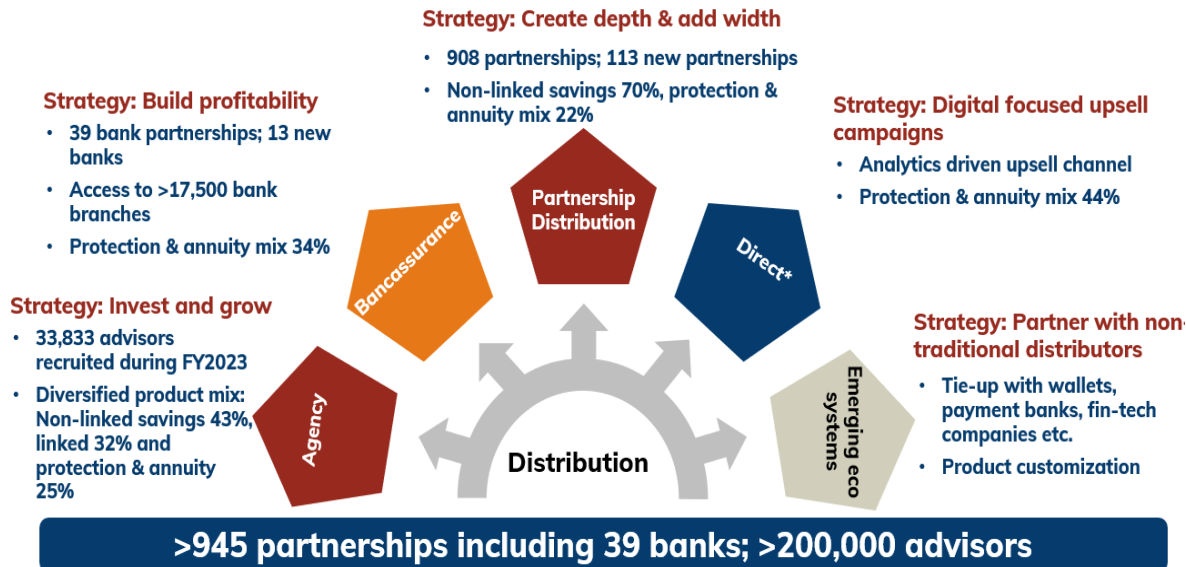 Strategy: Create depth & add width
• 908 partnerships; 113 new partnerships
• Non-linked savings 70%, protection &
annuity mix 22%
Strategy: Build profitability
• 39 bank partnerships; 13 new
banks
• Access to >17,500 bank
branches
• Protection & annuity mix 34%
Strategy: Digital focused upsell
campaigns
• Analytics driven upsell channel
• Protection & annuity mix 44%
Partnership
Distribution
Bancassurance
Direct*
Strategy: Invest and grow
• 33,833 advisors
recruited during FY2023
• Diversified product mix:
Non-linked savings 43%,
linked 32% and
protection & annuity
25%
Agency
Strategy: Partner with non-
traditional distributors
• Tie-up with wallets,
payment banks, fin-tech
companies etc.
• Product customization
Emerging eco
systems
Distribution
>945 partnerships including 39 banks; >200,000 advisors